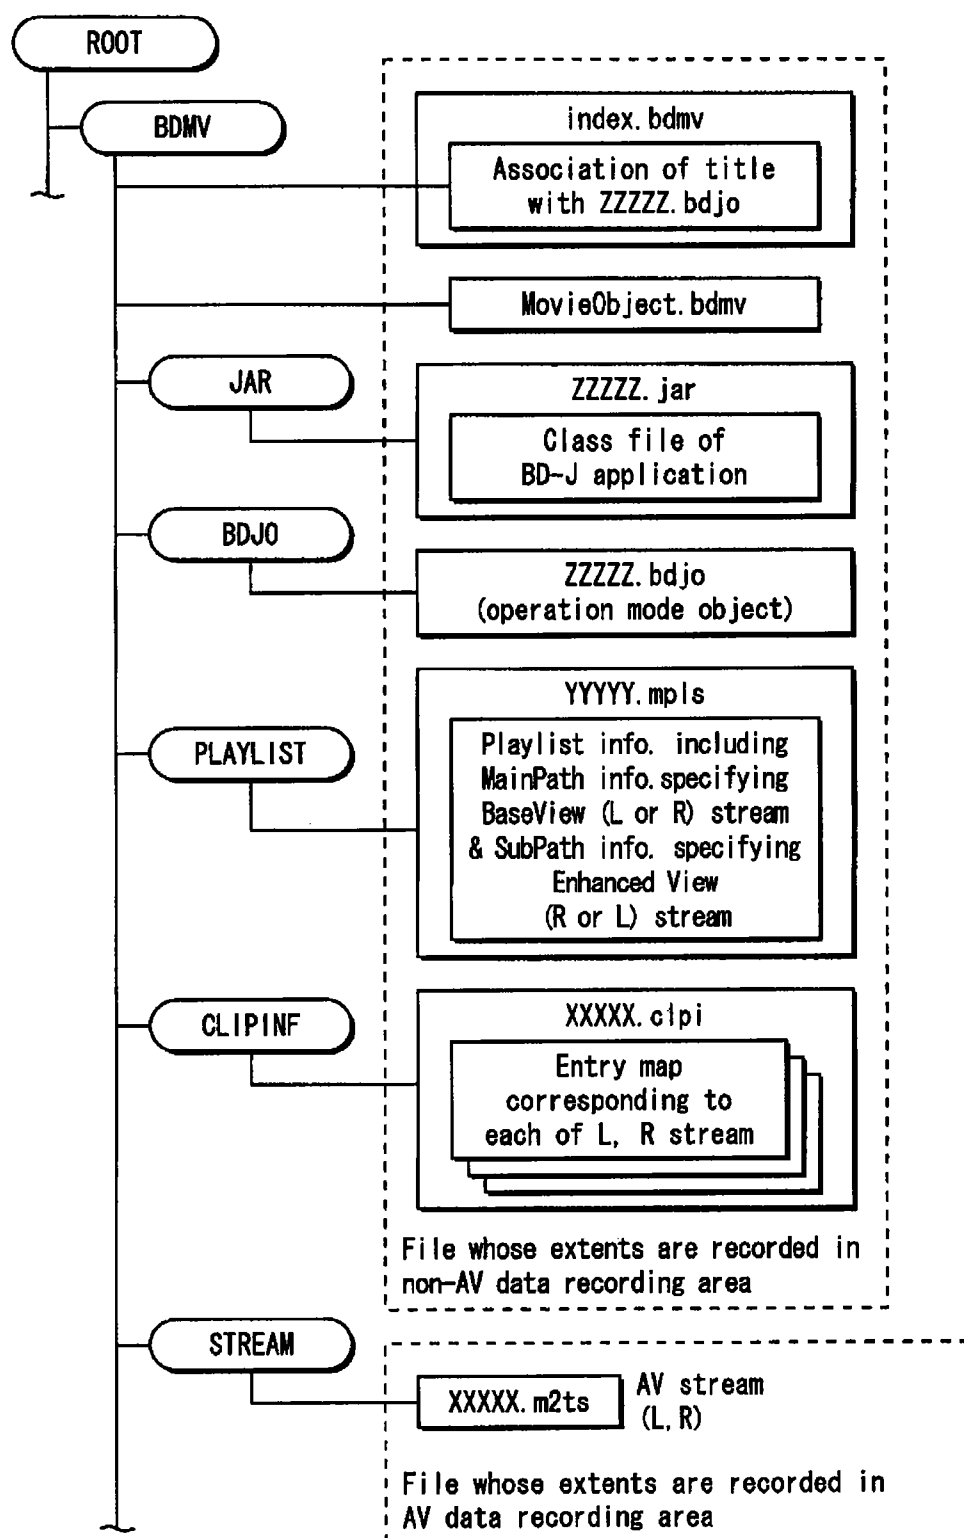 ROOT
BDMV
index.bdmv
Association of title
with ZZZZZ.bdjo
MovieObject.bdmv
JAR
ZZZZZ.jar
Class file of
BD-J application
BDJO
ZZZZZ.bdjo
(operation mode object)
PLAYLIST
YYYYY.mpls
Playlist info. including
MainPath info.specifying
BaseView (L or R) stream
& SubPath info. specifying
Enhanced View
(R or L) stream
CLIPINF
XXXXX.clpi
Entry map
corresponding to
each of L, R stream
File whose extents are recorded in
non-AV data recording area
STREAM
XXXXX.m2ts
AV stream
(L,R)
File whose extents are recorded in
AV data recording area